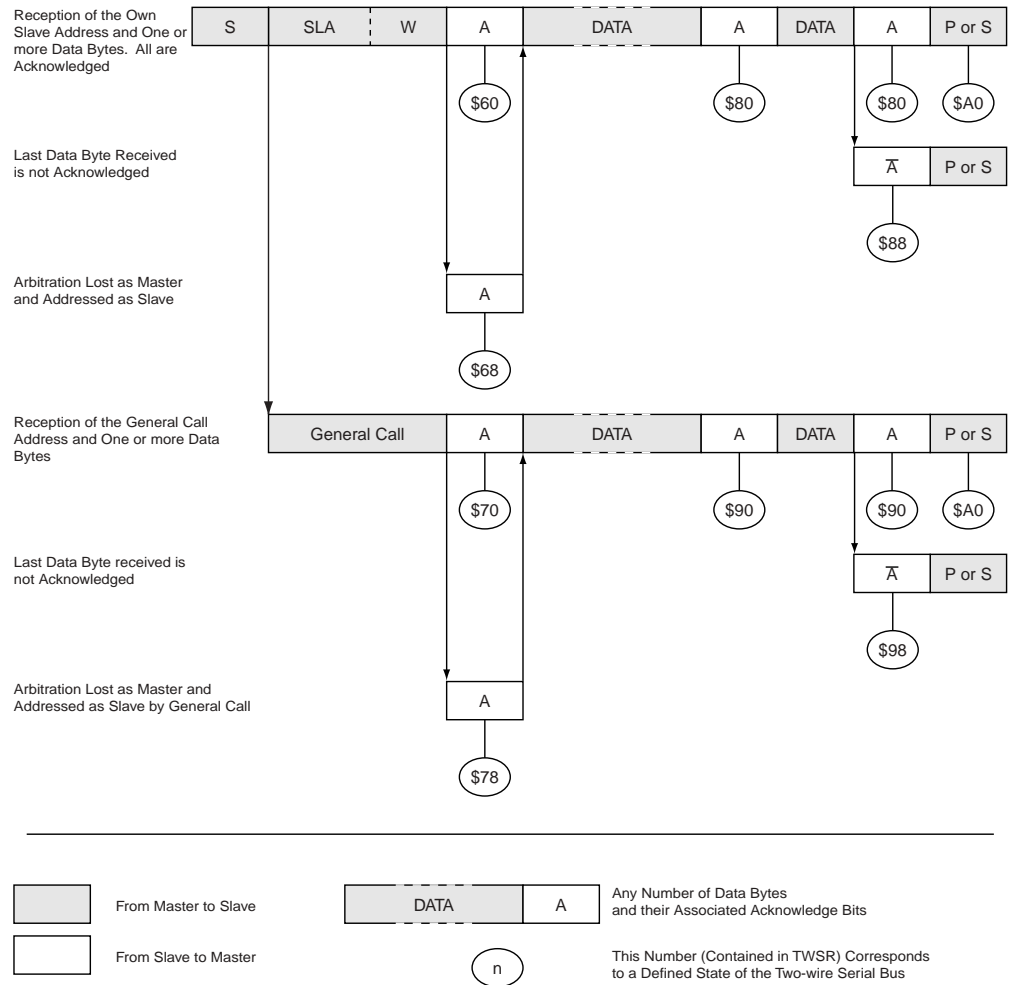 Reception of the Own
Slave Address and One or
more Data Bytes. All are
Acknowledged
S SLA W A DATA A DATA A P or S
$60 $80 $80 $A0
Last Data Byte Received
is not Acknowledged
A̅ P or S
$88
Arbitration Lost as Master
and Addressed as Slave
A
$68
Reception of the General Call
Address and One or more Data
Bytes
General Call A DATA A DATA A P or S
$70 $90 $90 $A0
Last Data Byte received is
not Acknowledged
A̅ P or S
$98
Arbitration Lost as Master and
Addressed as Slave by General Call
A
$78
From Master to Slave
DATA A
Any Number of Data Bytes
and their Associated Acknowledge Bits
From Slave to Master
n
This Number (Contained in TWSR) Corresponds
to a Defined State of the Two-wire Serial Bus